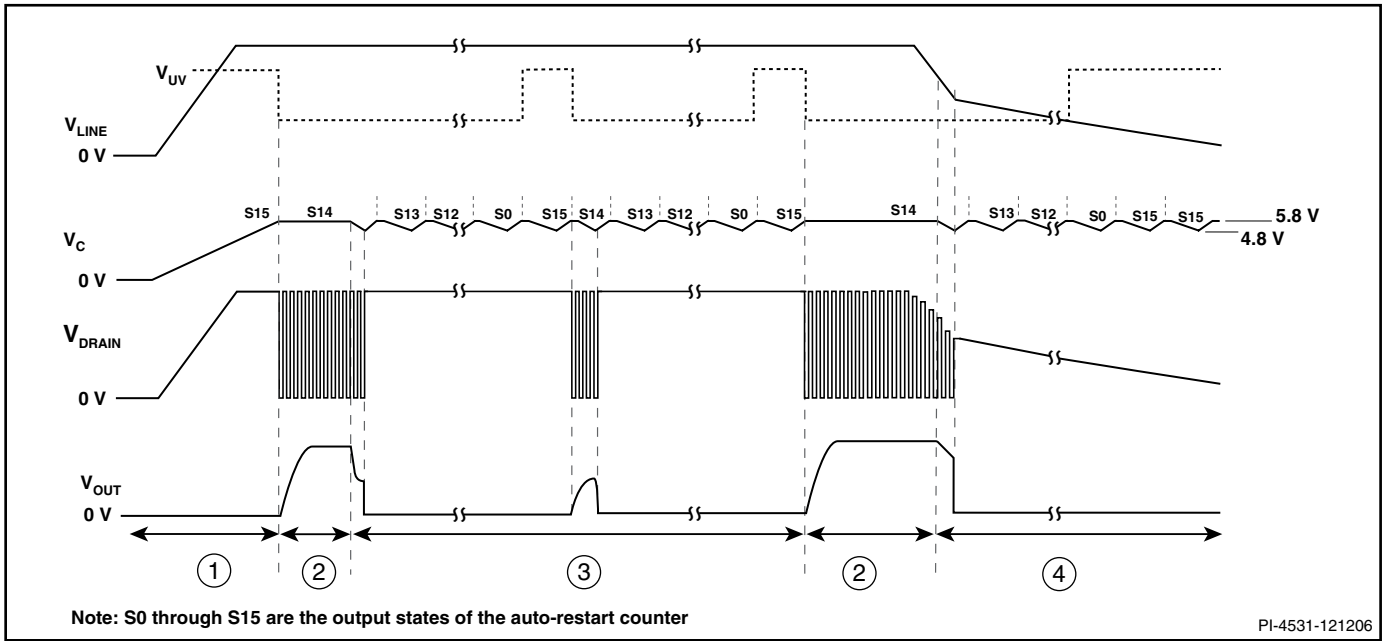 V_UV
V_LINE
0 V
S15 S14 S13 S12 S0 S15 S14 S13 S12 S0 S15 S14 S13 S12 S0 S15 S15
5.8 V
4.8 V
V_C
0 V
V_DRAIN
0 V
V_OUT
0 V
1 2 3 2 4
Note: S0 through S15 are the output states of the auto-restart counter
PI-4531-121206